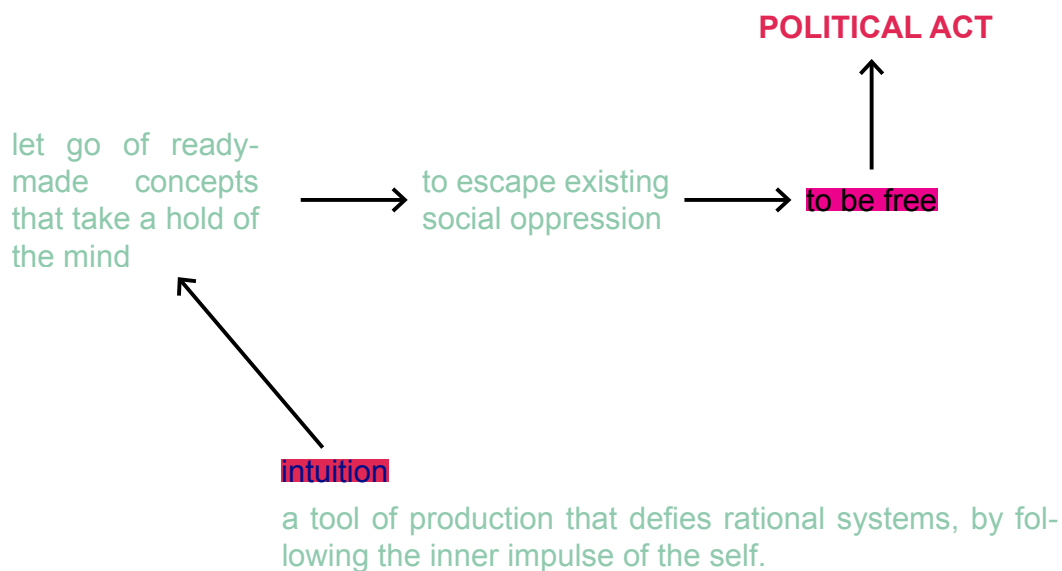 POLITICAL ACT
let go of ready-
made concepts
that take a hold of
the mind
to escape existing
social oppression
to be free
intuition
a tool of production that defies rational systems, by fol-
lowing the inner impulse of the self.